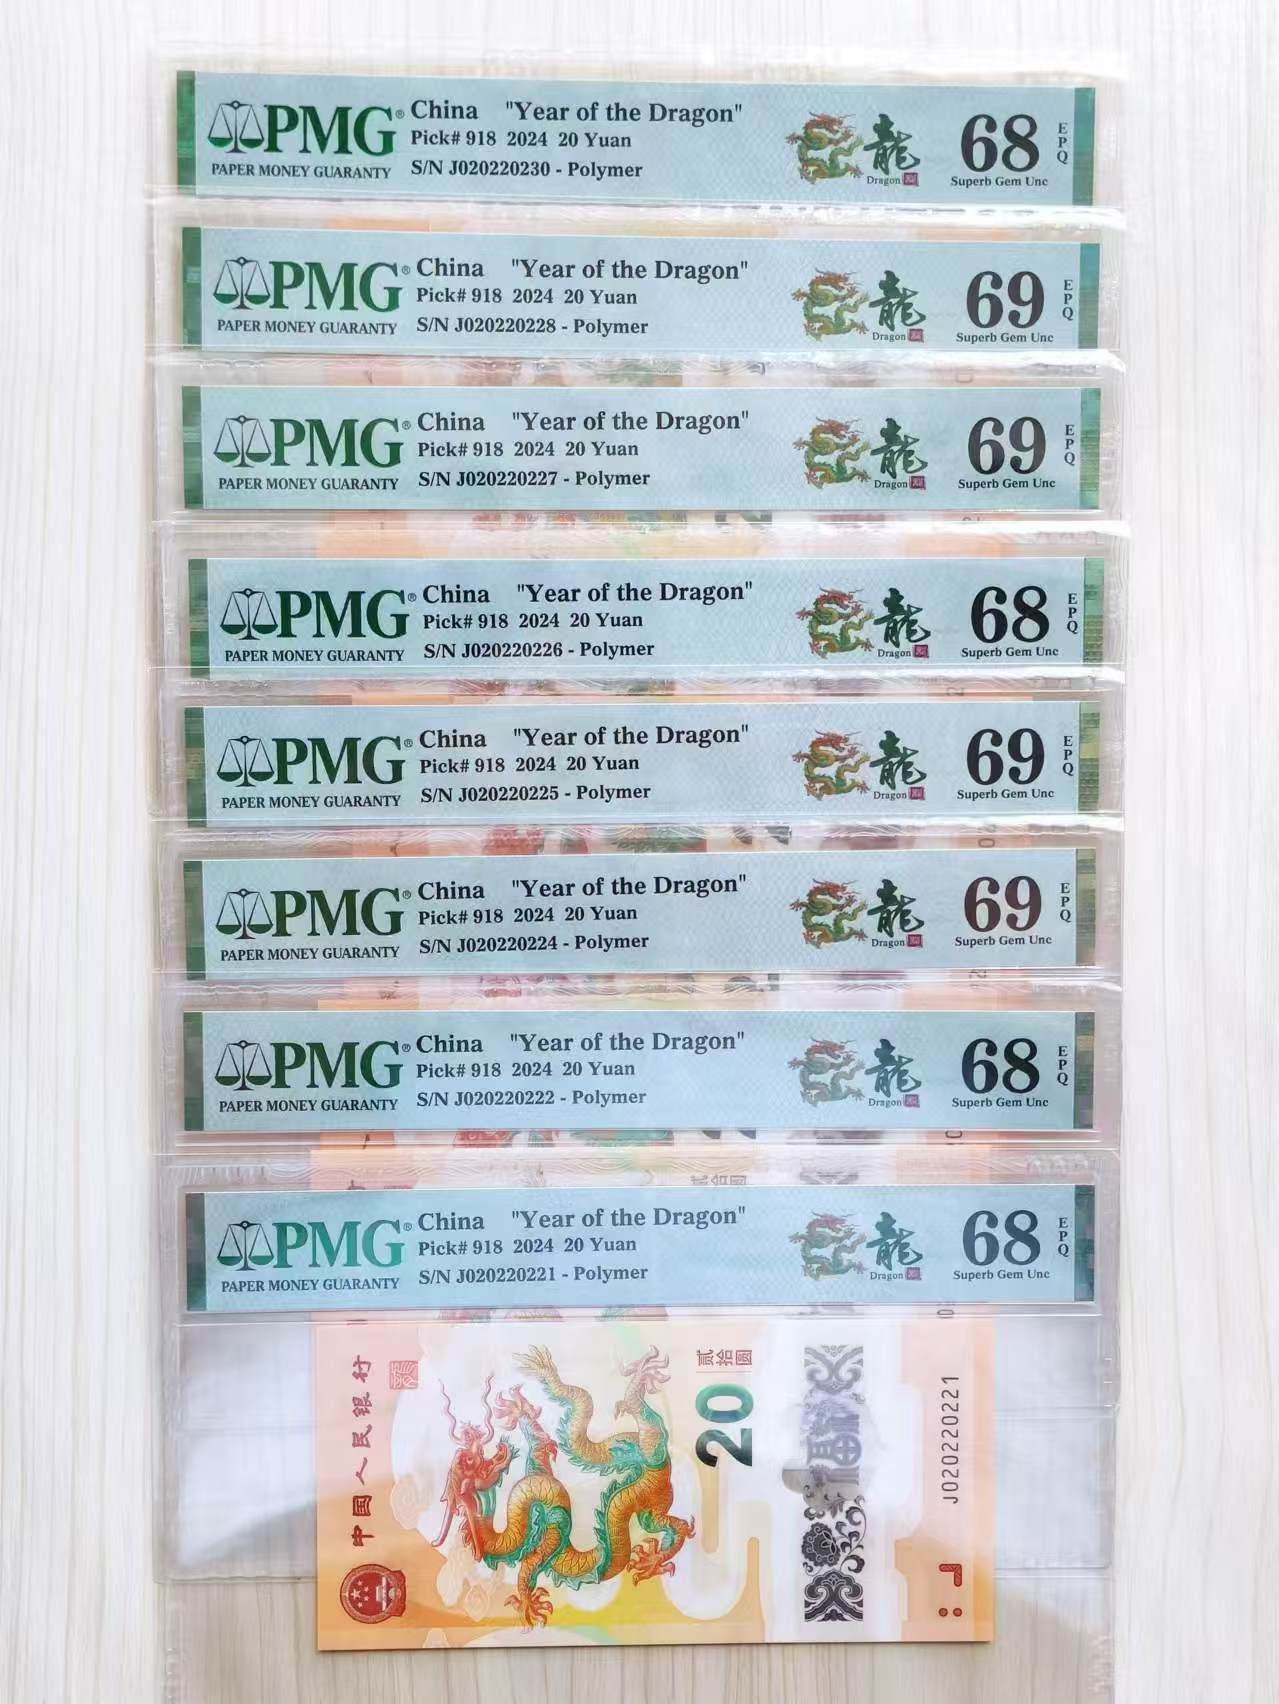 PMG® China "Year of the Dragon" 龍 68 EPQ
Pick# 918 2024 20 Yuan
PAPER MONEY GUARANTY S/N J020220230 - Polymer Dragon Superb Gem Unc
PMG® China "Year of the Dragon" 龍 69 EPQ
Pick# 918 2024 20 Yuan
PAPER MONEY GUARANTY S/N J020220228 - Polymer Dragon Superb Gem Unc
PMG® China "Year of the Dragon" 龍 69 EPQ
Pick# 918 2024 20 Yuan
PAPER MONEY GUARANTY S/N J020220227 - Polymer Dragon Superb Gem Unc
PMG® China "Year of the Dragon" 龍 68 EPQ
Pick# 918 2024 20 Yuan
PAPER MONEY GUARANTY S/N J020220226 - Polymer Dragon Superb Gem Unc
PMG® China "Year of the Dragon" 龍 69 EPQ
Pick# 918 2024 20 Yuan
PAPER MONEY GUARANTY S/N J020220225 - Polymer Dragon Superb Gem Unc
PMG® China "Year of the Dragon" 龍 69 EPQ
Pick# 918 2024 20 Yuan
PAPER MONEY GUARANTY S/N J020220224 - Polymer Dragon Superb Gem Unc
PMG® China "Year of the Dragon" 龍 68 EPQ
Pick# 918 2024 20 Yuan
PAPER MONEY GUARANTY S/N J020220222 - Polymer Dragon Superb Gem Unc
PMG® China "Year of the Dragon" 龍 68 EPQ
Pick# 918 2024 20 Yuan
PAPER MONEY GUARANTY S/N J020220221 - Polymer Dragon Superb Gem Unc
中国人民银行
贰拾圆
20
J020220221